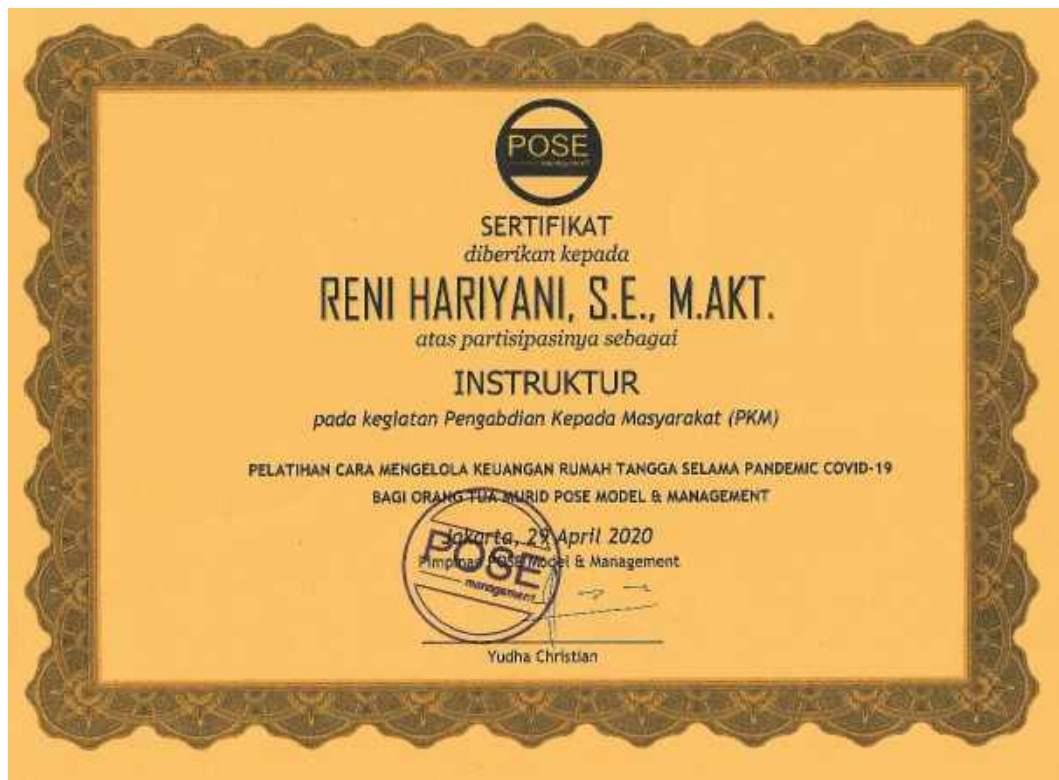 POSE
management
SERTIFIKAT
diberikan kepada
RENI HARIYANI, S.E., M.AKT.
atas partisipasinya sebagai
INSTRUKTUR
pada kegiatan Pengabdian Kepada Masyarakat (PKM)
PELATIHAN CARA MENGELOLA KEUANGAN RUMAH TANGGA SELAMA PANDEMIC COVID-19
BAGI ORANG TUA MURID POSE MODEL & MANAGEMENT
Jakarta, 29 April 2020
Pimpinan POSE Model & Management
POSE
management
Yudha Christian